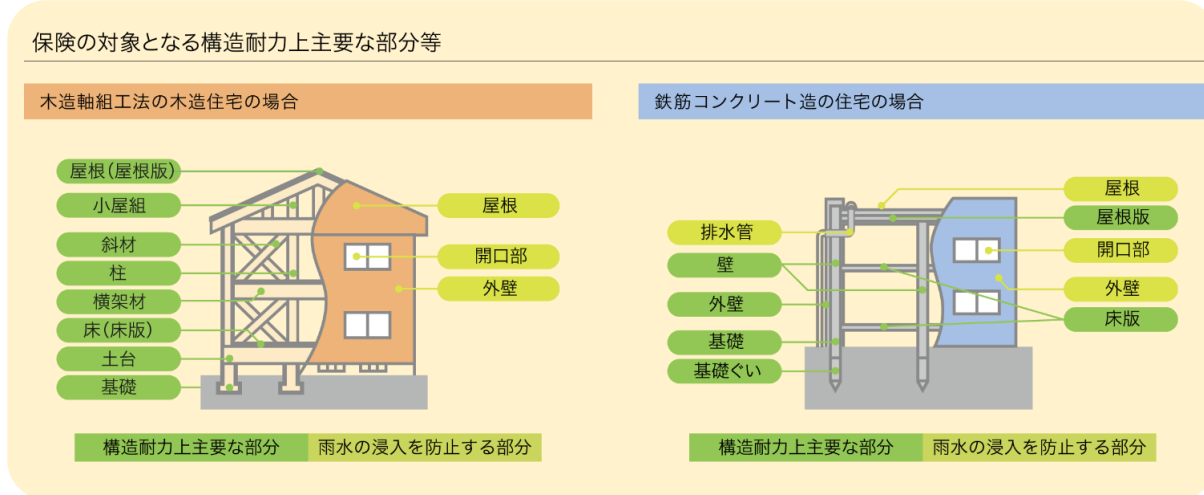 保険の対象となる構造耐力上主要な部分等
木造軸組工法の木造住宅の場合
屋根(屋根版)
小屋組
斜材
柱
横架材
床(床版)
土台
基礎
屋根
開口部
外壁
構造耐力上主要な部分
雨水の浸入を防止する部分
鉄筋コンクリート造の住宅の場合
排水管
壁
外壁
基礎
基礎ぐい
屋根
屋根版
開口部
外壁
床版
構造耐力上主要な部分
雨水の浸入を防止する部分